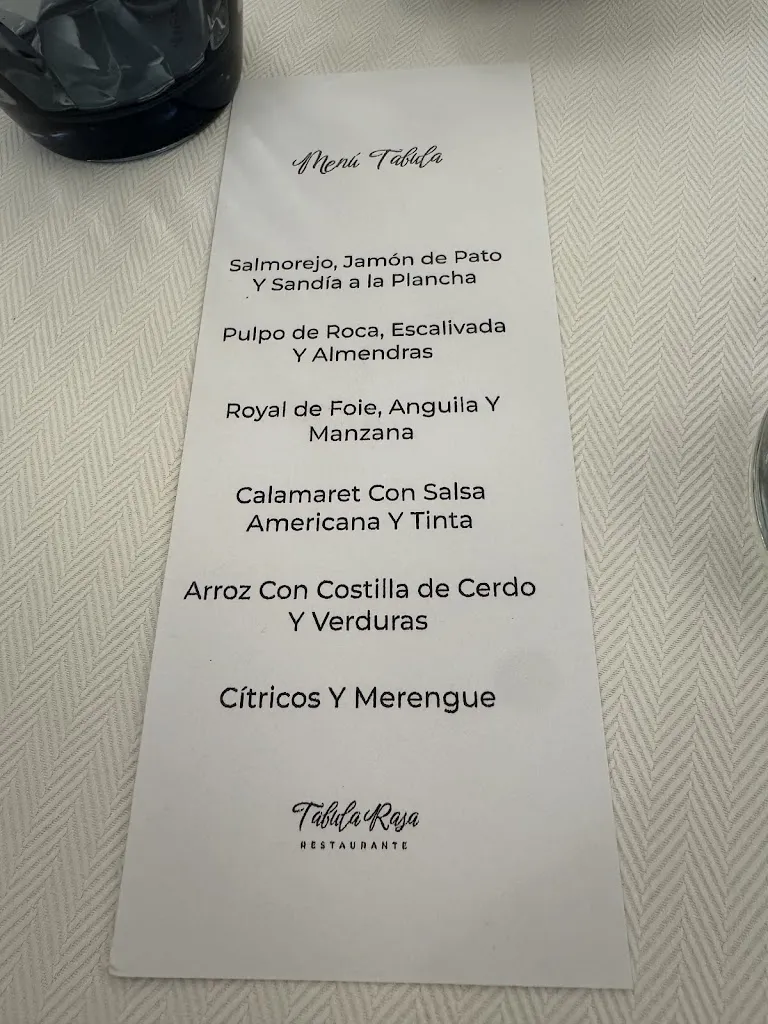 Menú Tabula
Salmorejo, Jamón de Pato
Y Sandía a la Plancha
Pulpo de Roca, Escalivada
Y Almendras
Royal de Foie, Anguila Y
Manzana
Calamaret Con Salsa
Americana Y Tinta
Arroz Con Costilla de Cerdo
Y Verduras
Cítricos Y Merengue
Tabula Rasa
RESTAURANTE